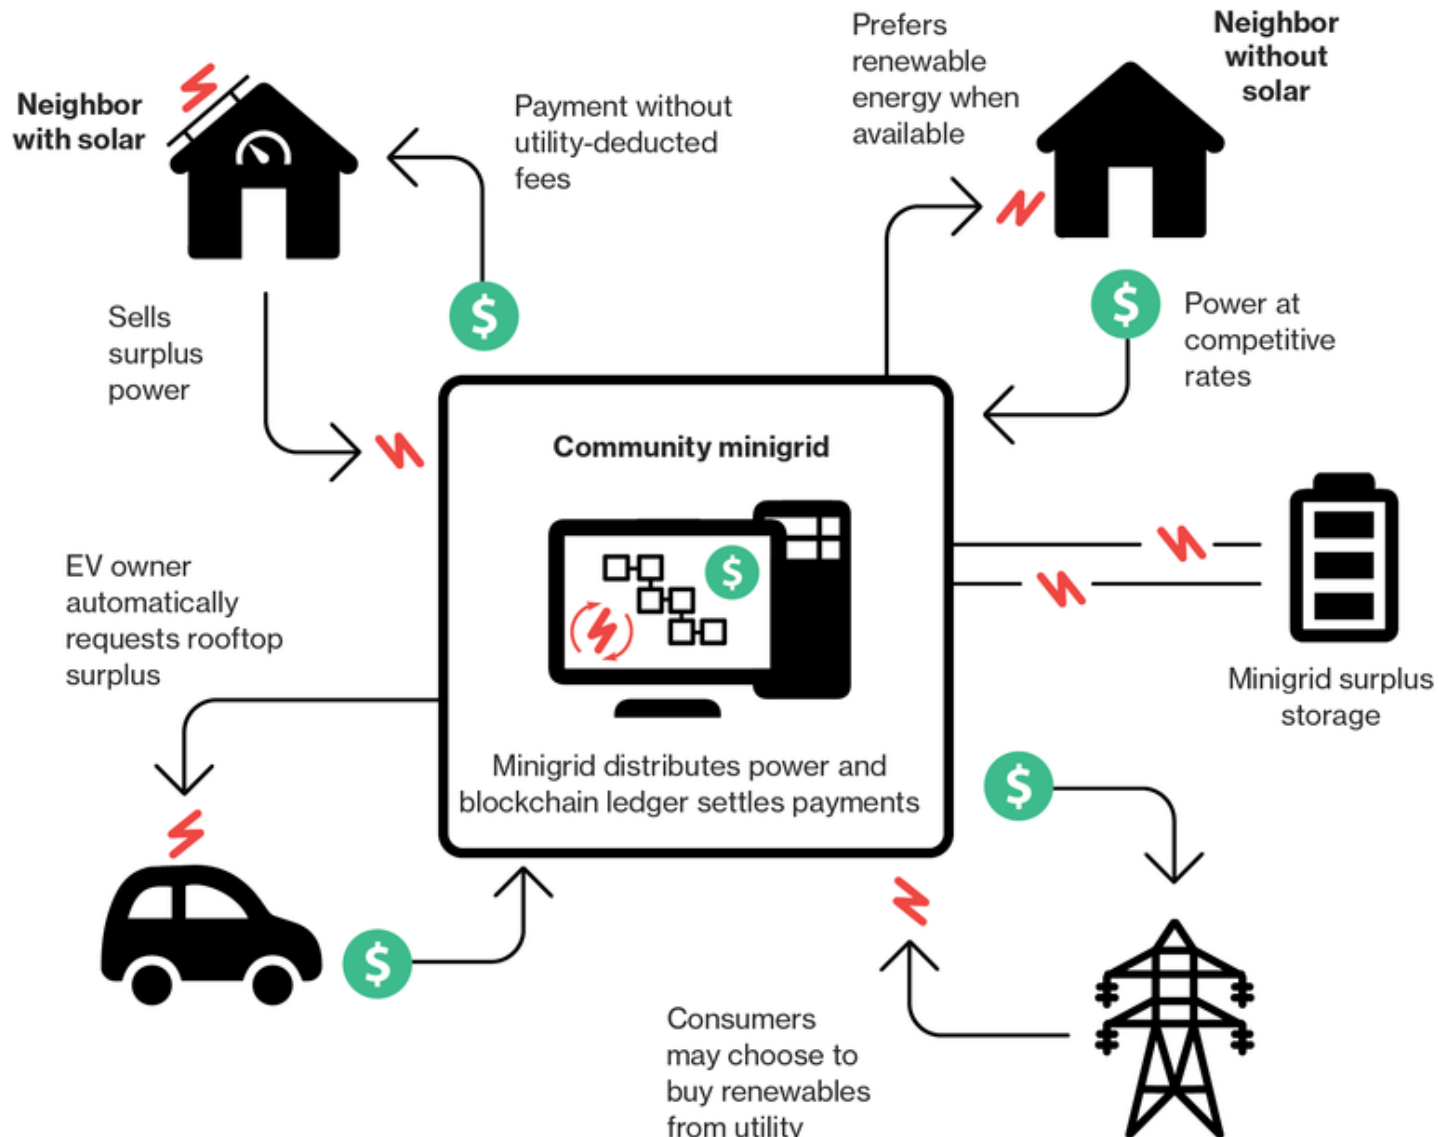 Neighbor
with solar
Payment without
utility-deducted
fees
Prefers
renewable
energy when
available
Neighbor
without
solar
Sells
surplus
power
$
$
Power at
competitive
rates
Community minigrid
$
EV owner
automatically
requests rooftop
surplus
Minigrid surplus
storage
Minigrid distributes power and
blockchain ledger settles payments
$
$
Consumers
may choose to
buy renewables
from utility